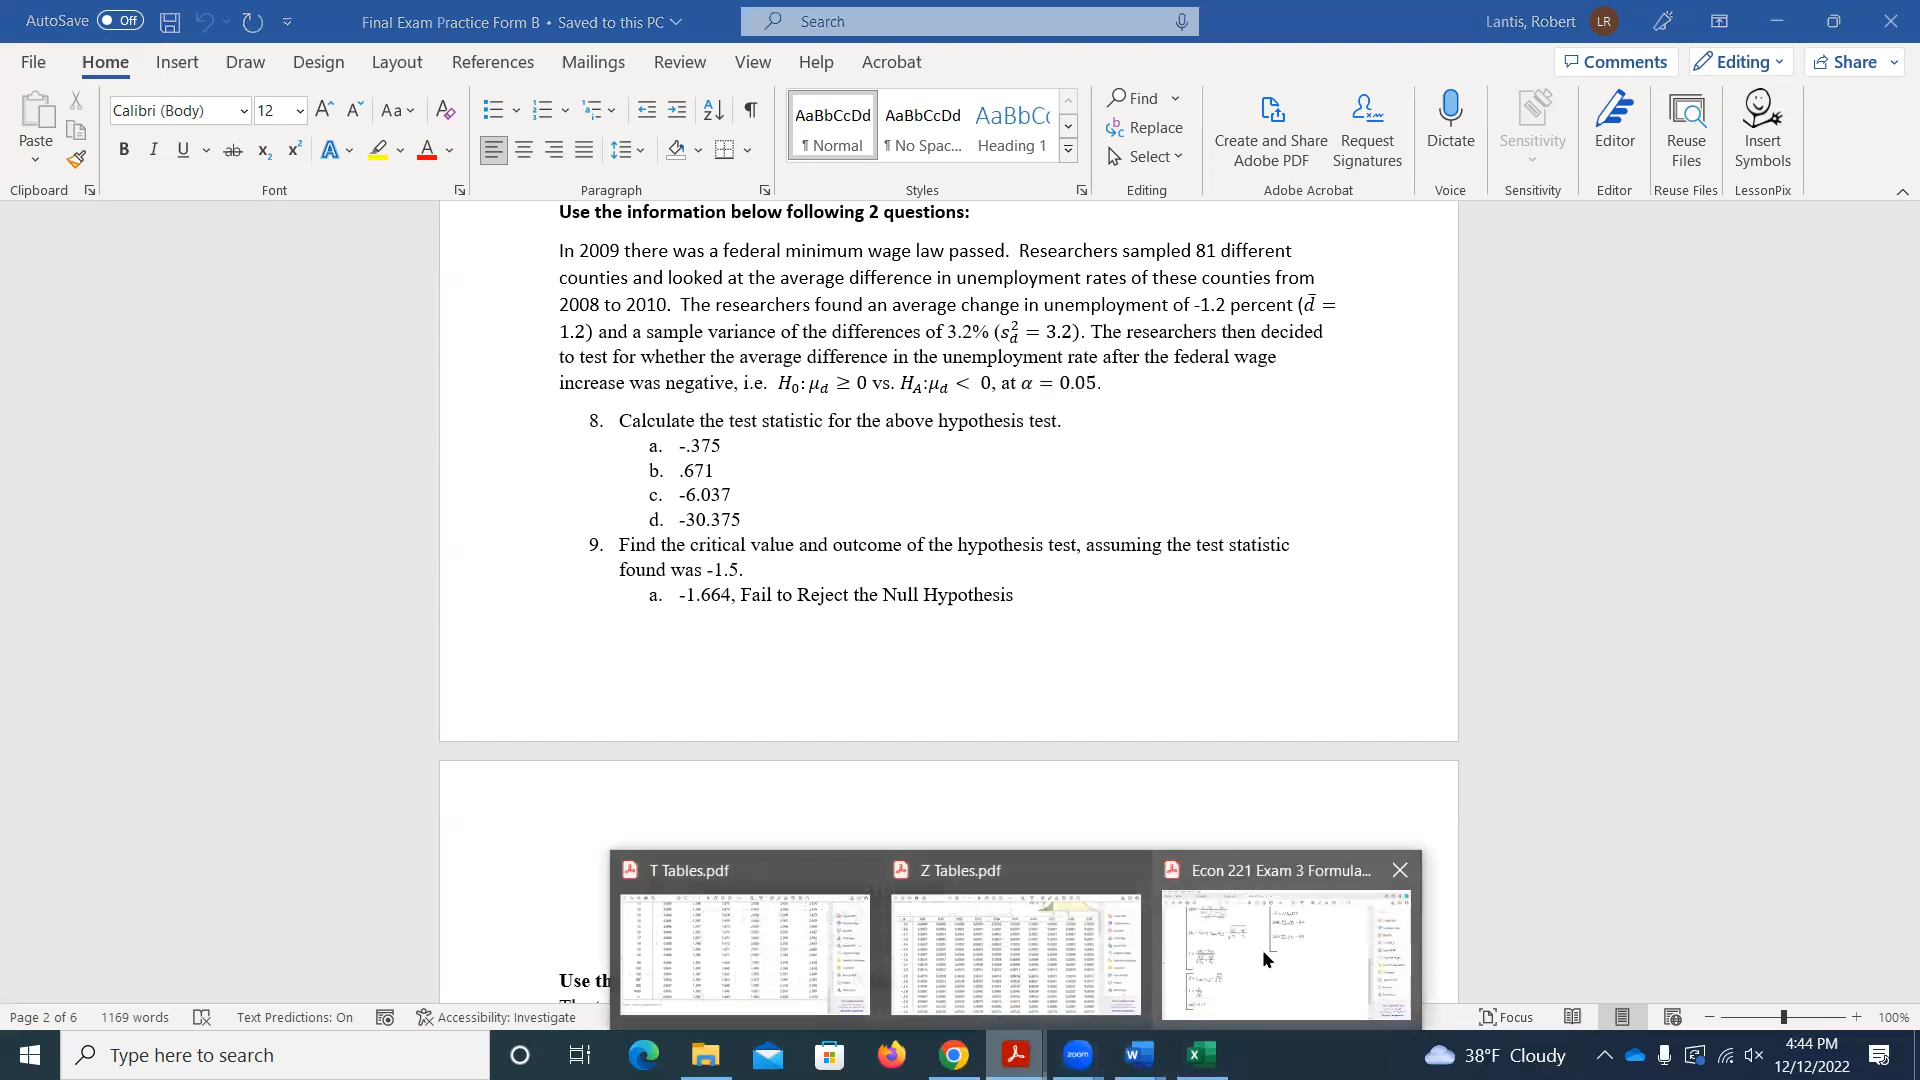 AutoSave Off Final Exam Practice Form B • Saved to this PC Search Lantis, Robert LR
File Home Insert Draw Design Layout References Mailings Review View Help Acrobat Comments Editing Share
Paste
Calibri (Body) 12 Aa
B I U ab x₂ x² A A
AaBbCcDd AaBbCcDd AaBbCc
¶ Normal ¶ No Spac... Heading 1
Find
Replace
Select
Create and Share Adobe PDF
Request Signatures
Dictate
Sensitivity
Editor
Reuse Files
Insert Symbols
Clipboard Font Paragraph Styles Editing Adobe Acrobat Voice Sensitivity Editor Reuse Files LessonPix
Use the information below following 2 questions:
In 2009 there was a federal minimum wage law passed. Researchers sampled 81 different
counties and looked at the average difference in unemployment rates of these counties from
2008 to 2010. The researchers found an average change in unemployment of -1.2 percent (d̄ =
1.2) and a sample variance of the differences of 3.2% (s²_d = 3.2). The researchers then decided
to test for whether the average difference in the unemployment rate after the federal wage
increase was negative, i.e. H₀: μ_d ≥ 0 vs. H_A:μ_d < 0, at α = 0.05.
8. Calculate the test statistic for the above hypothesis test.
a. -.375
b. .671
c. -6.037
d. -30.375
9. Find the critical value and outcome of the hypothesis test, assuming the test statistic
found was -1.5.
a. -1.664, Fail to Reject the Null Hypothesis
T Tables.pdf Z Tables.pdf Econ 221 Exam 3 Formula...
Use th
Page 2 of 6 1169 words Text Predictions: On Accessibility: Investigate Focus 100%
Type here to search zoom 38°F Cloudy 4:44 PM
12/12/2022